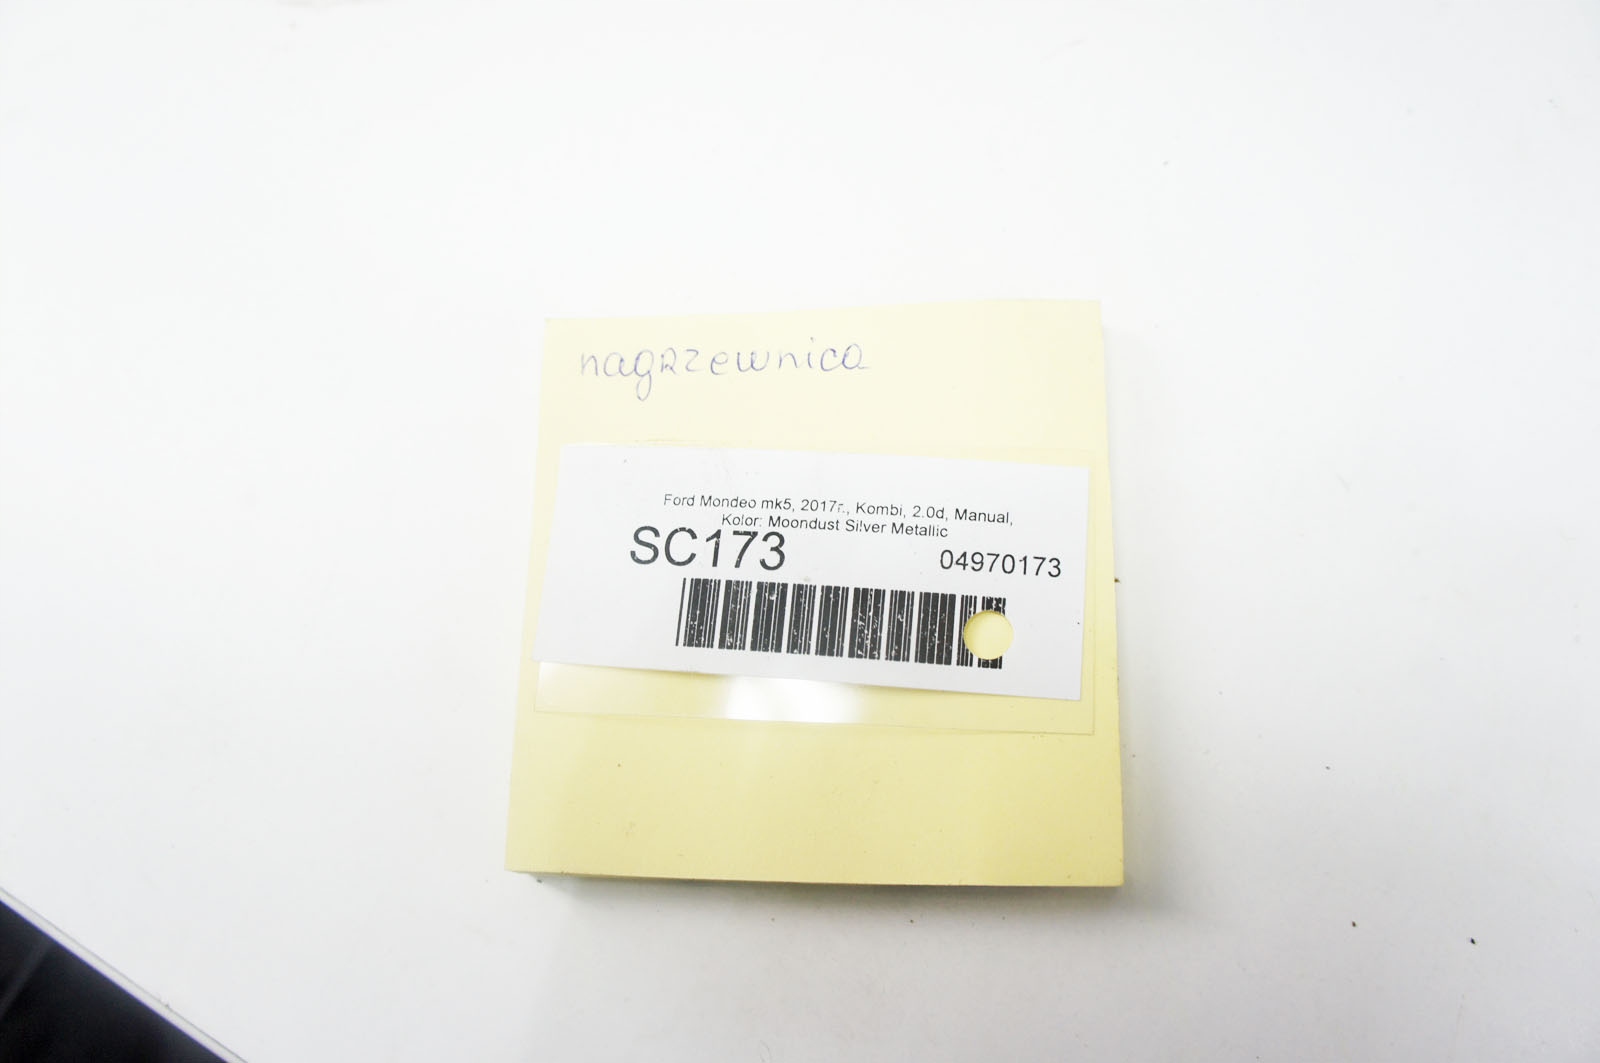 nagrzewnica
Ford Mondeo mk5, 2017r., Kombi, 2.0d, Manual,
Kolor: Moondust Silver Metallic
SC173 04970173